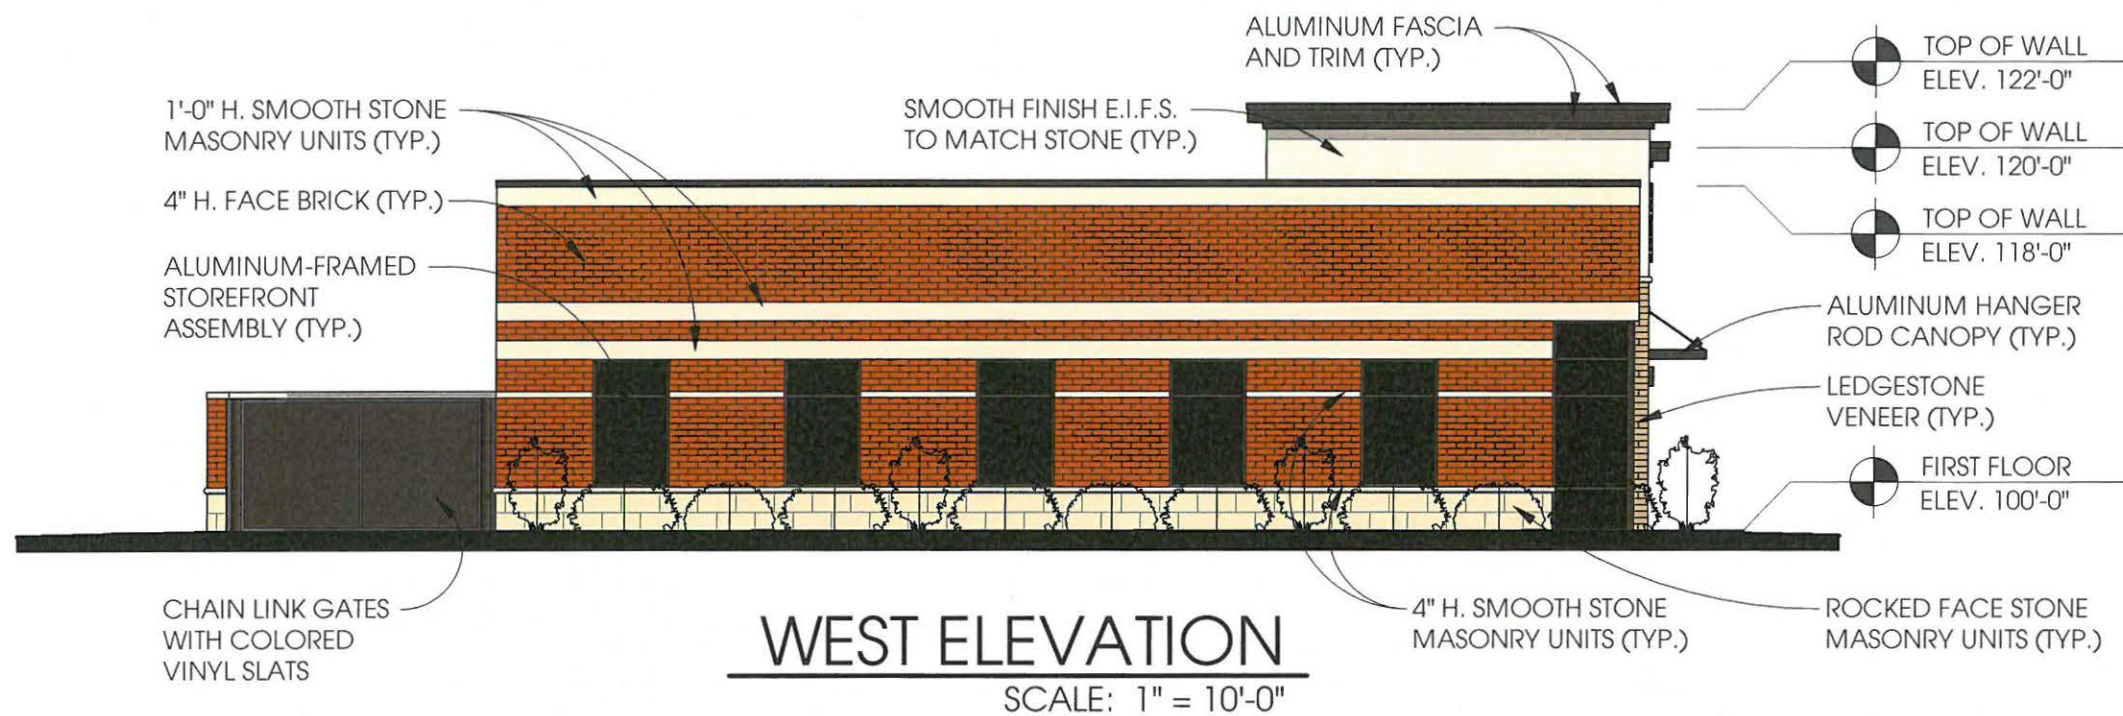 ALUMINUM FASCIA
AND TRIM (TYP.)
TOP OF WALL
ELEV. 122'-0"
1'-0" H. SMOOTH STONE
MASONRY UNITS (TYP.)
SMOOTH FINISH E.I.F.S.
TO MATCH STONE (TYP.)
TOP OF WALL
ELEV. 120'-0"
4" H. FACE BRICK (TYP.)
TOP OF WALL
ELEV. 118'-0"
ALUMINUM-FRAMED
STOREFRONT
ASSEMBLY (TYP.)
ALUMINUM HANGER
ROD CANOPY (TYP.)
LEDGESTONE
VENEER (TYP.)
FIRST FLOOR
ELEV. 100'-0"
CHAIN LINK GATES
WITH COLORED
VINYL SLATS
4" H. SMOOTH STONE
MASONRY UNITS (TYP.)
ROCKED FACE STONE
MASONRY UNITS (TYP.)
WEST ELEVATION
SCALE: 1" = 10'-0"